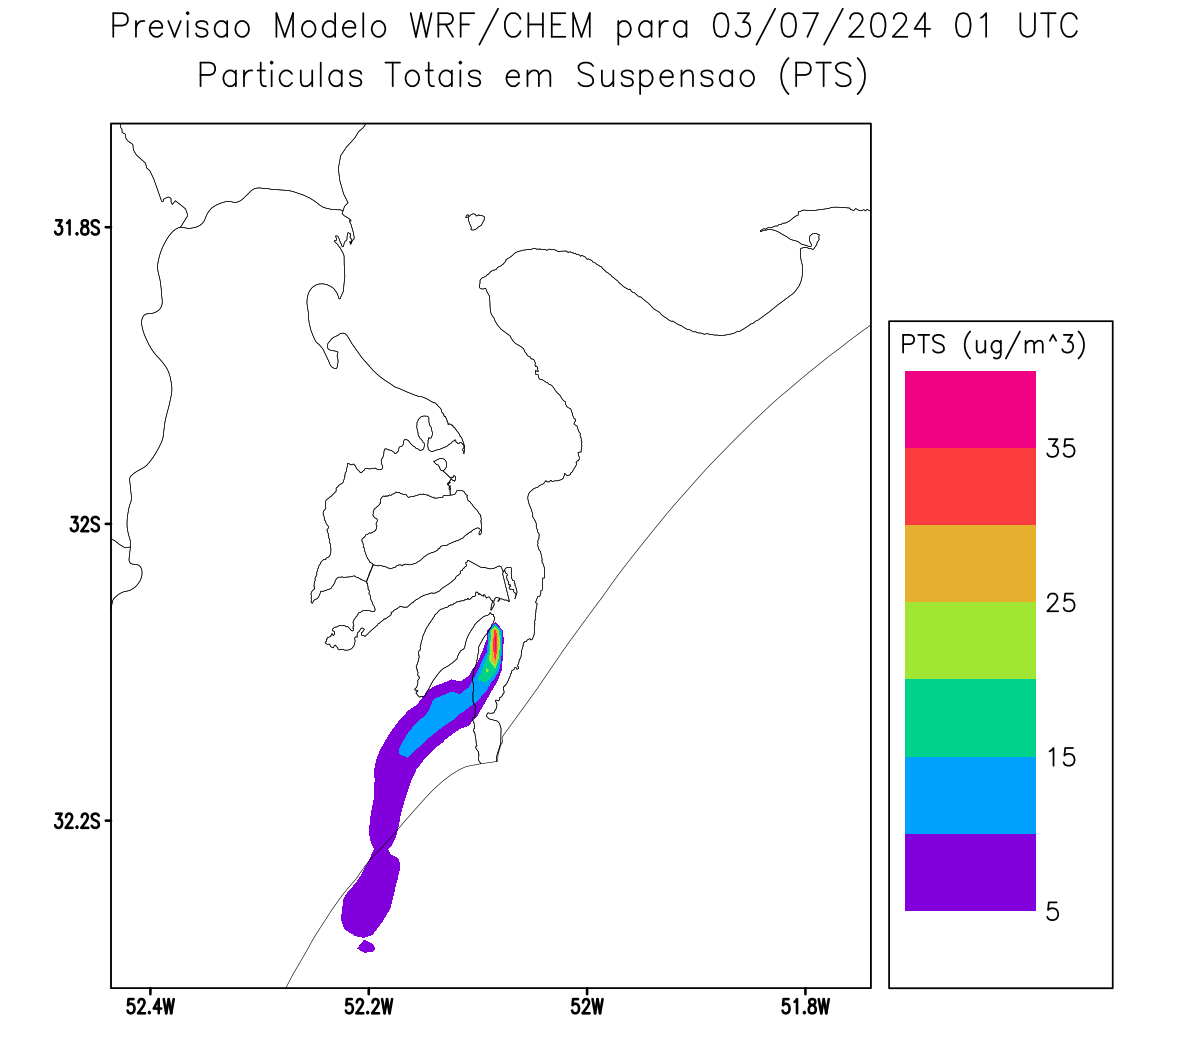 Previsao Modelo WRF/CHEM para 03/07/2024 01 UTC
Particulas Totais em Suspensao (PTS)
31.8S
32S
32.2S
52.4W
52.2W
52W
51.8W
PTS (ug/m^3)
35
25
15
5